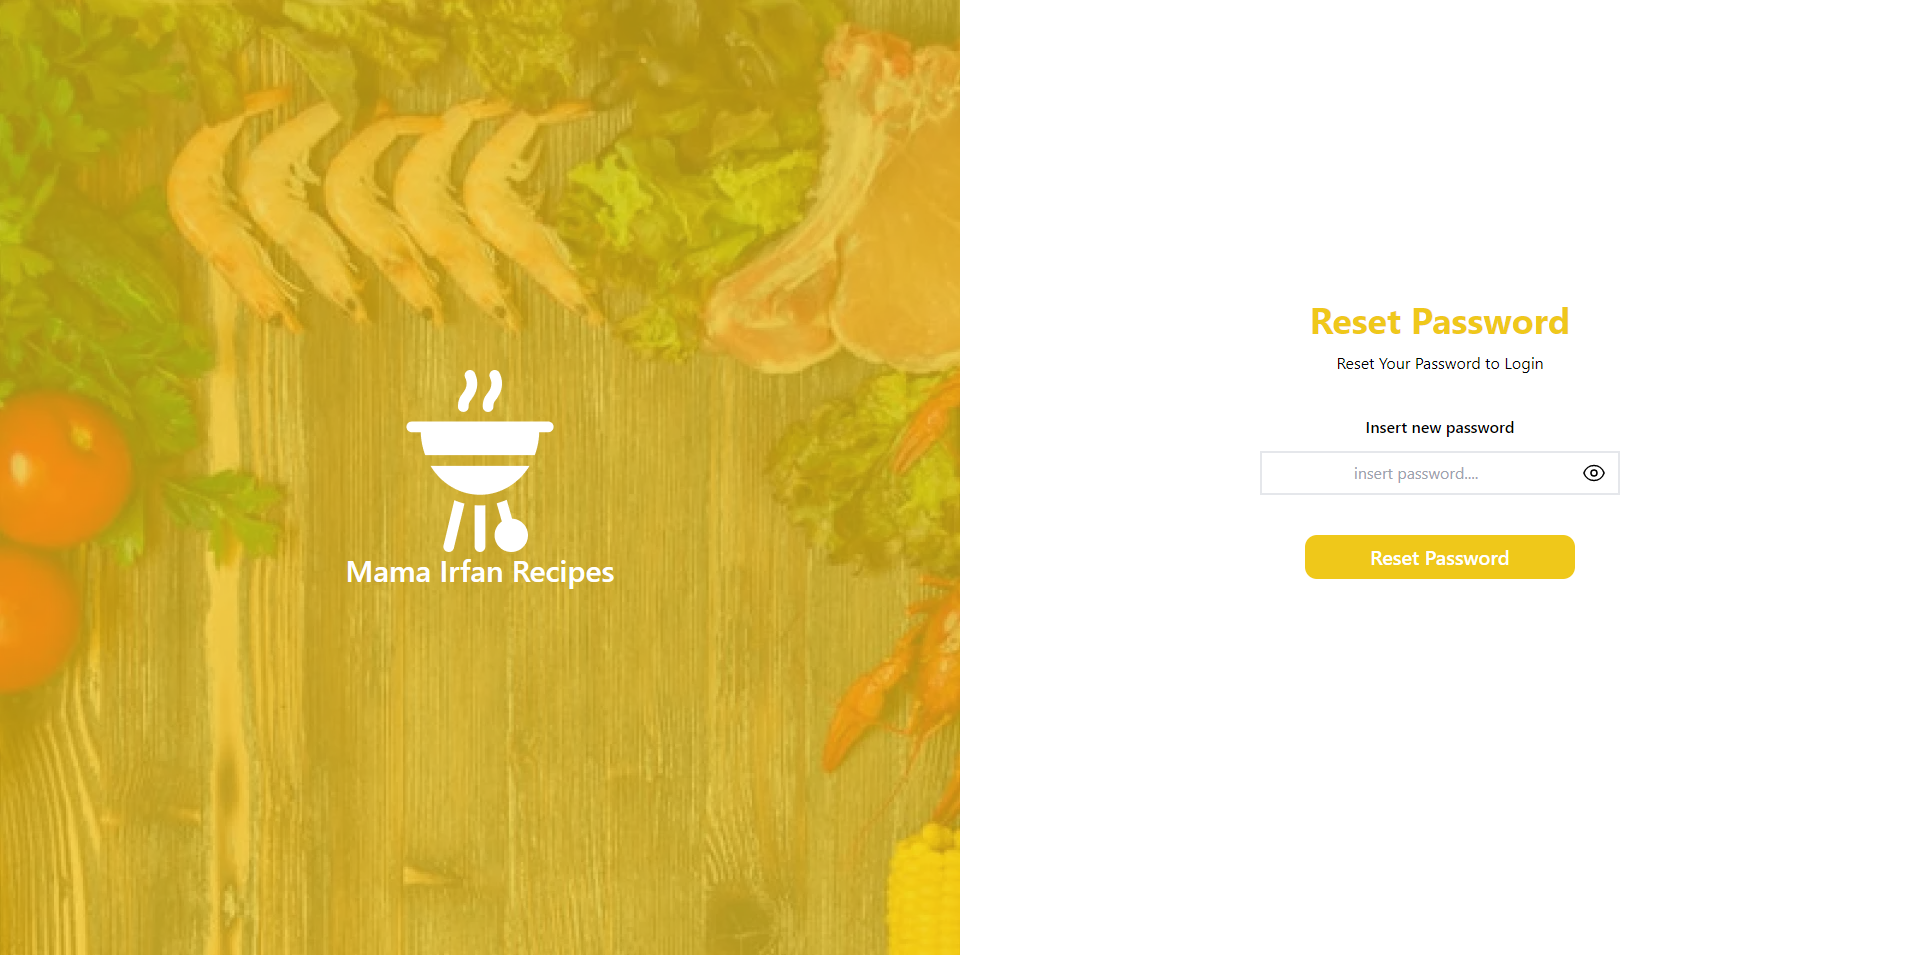 Mama Irfan Recipes
Reset Password
Reset Your Password to Login
Insert new password
insert password....
Reset Password